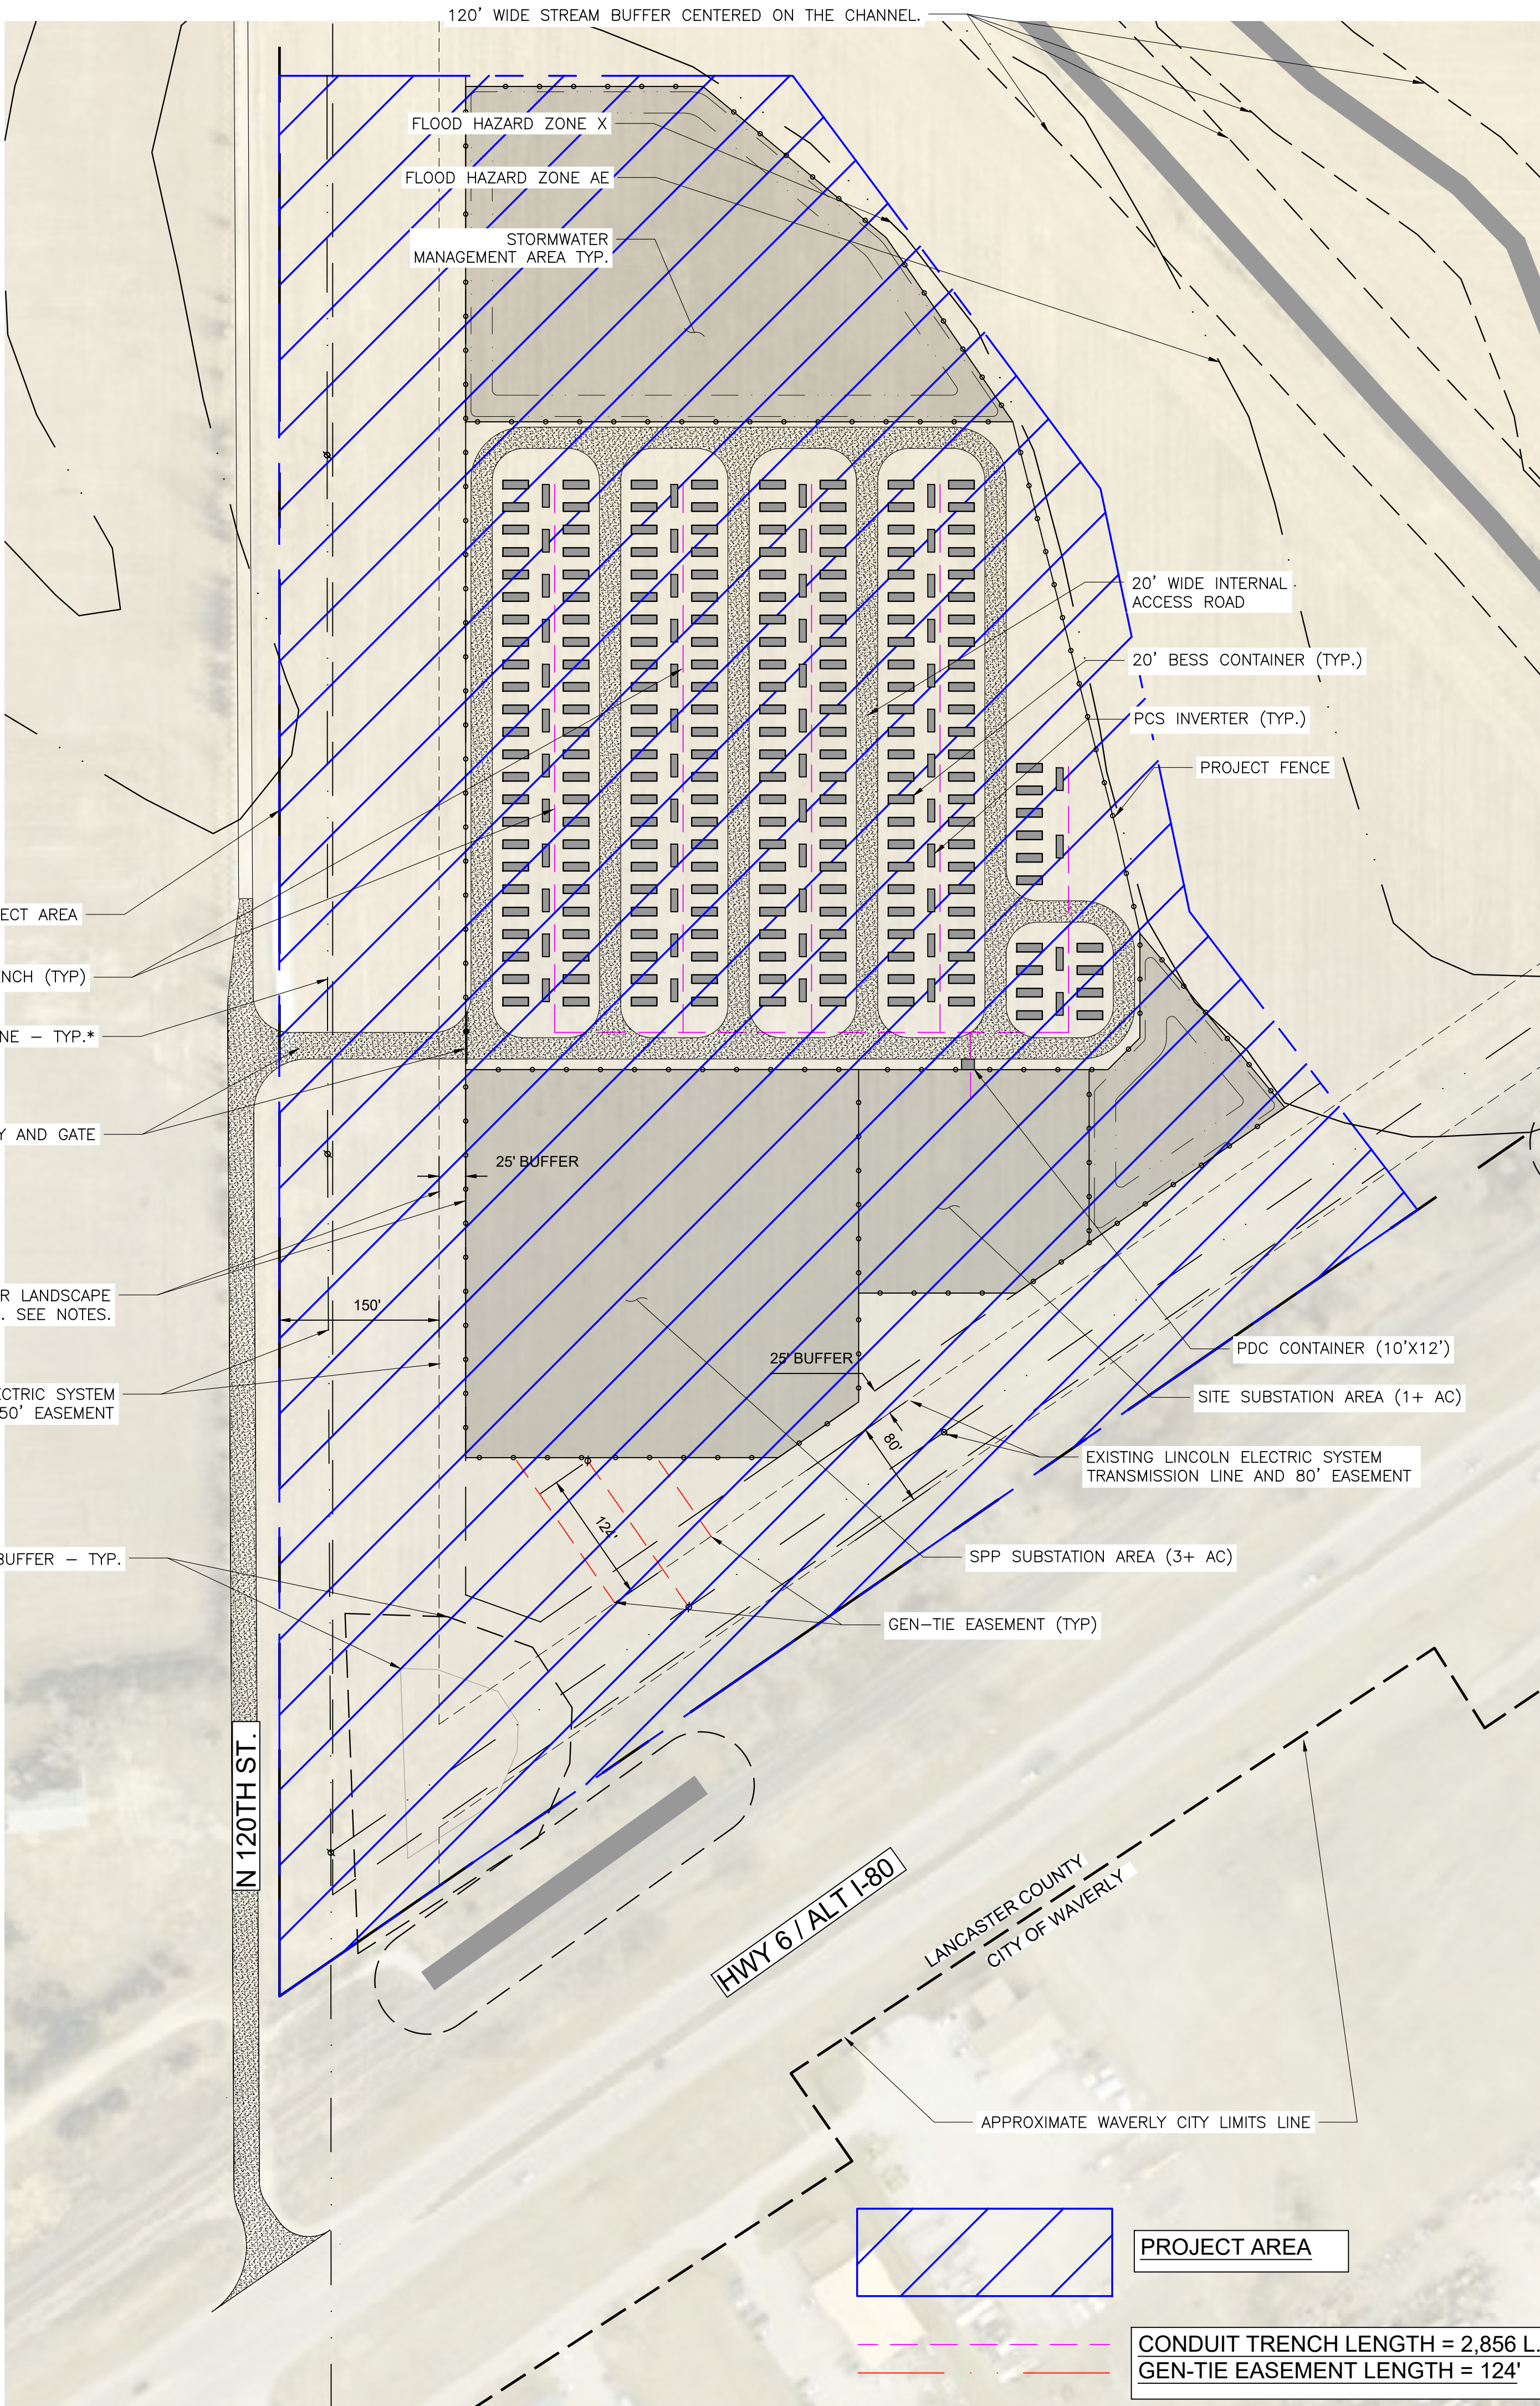 120' WIDE STREAM BUFFER CENTERED ON THE CHANNEL.
FLOOD HAZARD ZONE X
FLOOD HAZARD ZONE AE
STORMWATER
MANAGEMENT AREA TYP.
20' WIDE INTERNAL
ACCESS ROAD
20' BESS CONTAINER (TYP.)
PCS INVERTER (TYP.)
PROJECT FENCE
ECT AREA
NCH (TYP)
NE – TYP.*
Y AND GATE
25' BUFFER
R LANDSCAPE
. SEE NOTES.
150'
ECTRIC SYSTEM
50' EASEMENT
25' BUFFER
80'
PDC CONTAINER (10'X12')
SITE SUBSTATION AREA (1+ AC)
EXISTING LINCOLN ELECTRIC SYSTEM
TRANSMISSION LINE AND 80' EASEMENT
124'
BUFFER – TYP.
SPP SUBSTATION AREA (3+ AC)
GEN–TIE EASEMENT (TYP)
N 120TH ST.
HWY 6 / ALT I-80
LANCASTER COUNTY
CITY OF WAVERLY
APPROXIMATE WAVERLY CITY LIMITS LINE
PROJECT AREA
CONDUIT TRENCH LENGTH = 2,856 L.
GEN-TIE EASEMENT LENGTH = 124'